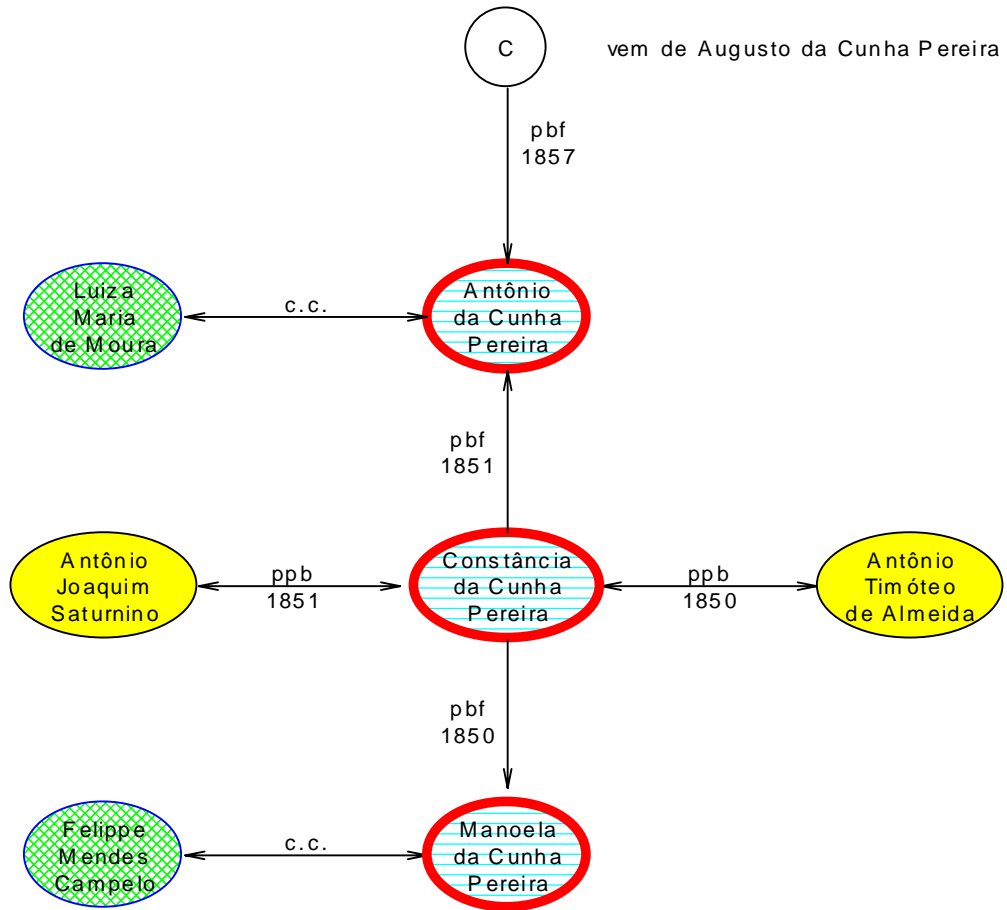 C
vem de Augusto da Cunha Pereira
pbf
1857
Luiza
Maria
de Moura
c.c.
Antônio
da Cunha
Pereira
pbf
1851
Antônio
Joaquim
Saturnino
ppb
1851
Constância
da Cunha
Pereira
ppb
1850
Antônio
Timóteo
de Almeida
pbf
1850
Felippe
Mendes
Campelo
c.c.
Manoela
da Cunha
Pereira